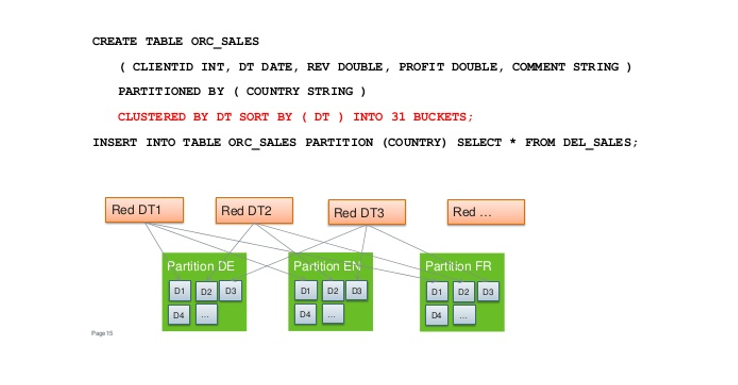 CREATE TABLE ORC_SALES
( CLIENTID INT, DT DATE, REV DOUBLE, PROFIT DOUBLE, COMMENT STRING )
PARTITIONED BY ( COUNTRY STRING )
CLUSTERED BY DT SORT BY ( DT ) INTO 31 BUCKETS;
INSERT INTO TABLE ORC_SALES PARTITION (COUNTRY) SELECT * FROM DEL_SALES;
Red DT1 Red DT2 Red DT3 Red ...
Partition DE Partition EN Partition FR
D1 D2 D3 D1 D2 D3 D1 D2 D3
D4 ... D4 ... D4 ...
Page 15